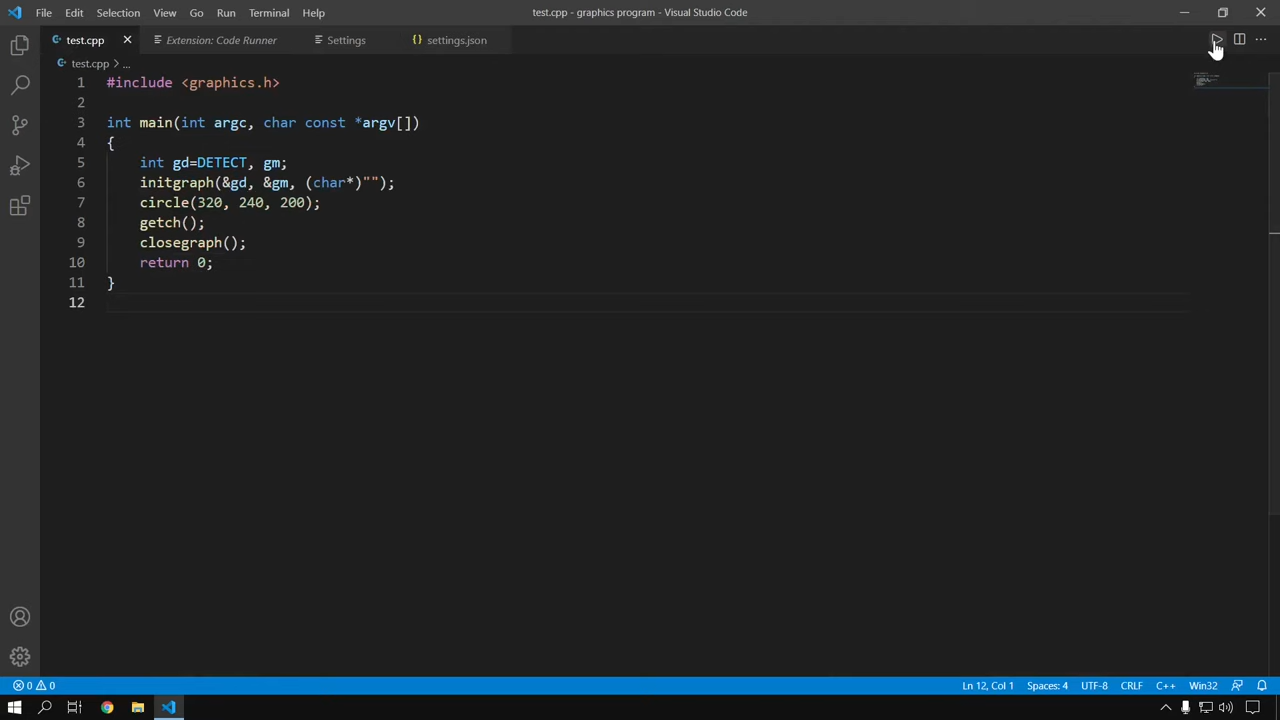 File Edit Selection View Go Run Terminal Help test.cpp - graphics program - Visual Studio Code
test.cpp Extension: Code Runner Settings {} settings.json
test.cpp > ...
1 #include <graphics.h>
2
3 int main(int argc, char const *argv[])
4 {
5 int gd=DETECT, gm;
6 initgraph(&gd, &gm, (char*)"");
7 circle(320, 240, 200);
8 getch();
9 closegraph();
10 return 0;
11 }
12
0 0 Ln 12, Col 1 Spaces: 4 UTF-8 CRLF C++ Win32